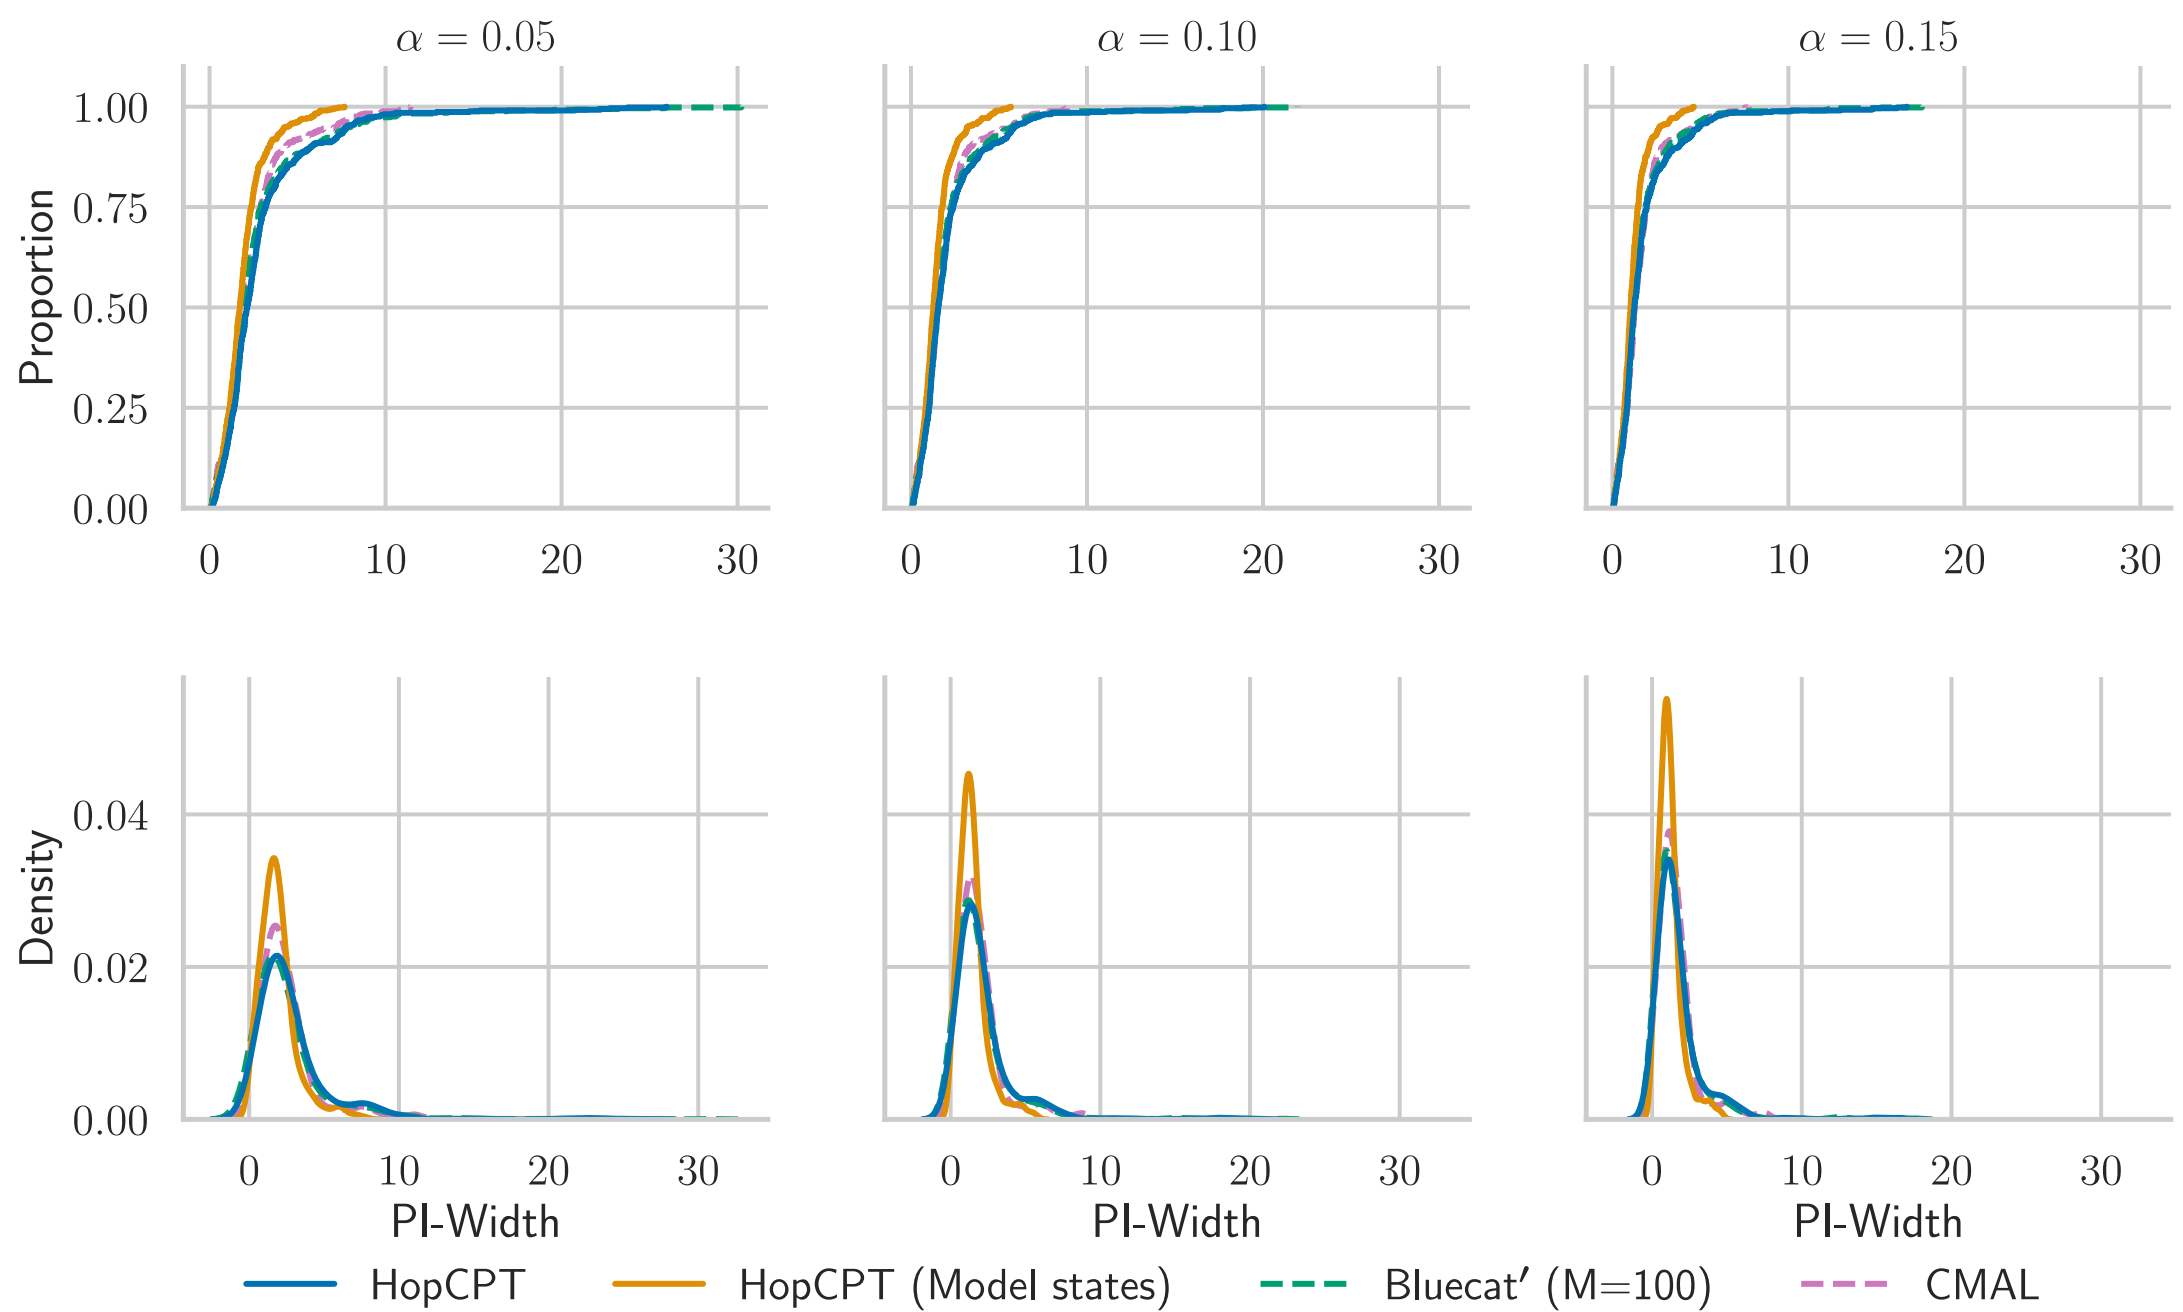 α = 0.05 α = 0.10 α = 0.15
1.00
0.75
0.50
0.25
0.00
Proportion
0 10 20 30 0 10 20 30 0 10 20 30
0.04
0.02
0.00
Density
0 10 20 30 0 10 20 30 0 10 20 30
PI-Width PI-Width PI-Width
HopCPT HopCPT (Model states) Bluecat′ (M=100) CMAL